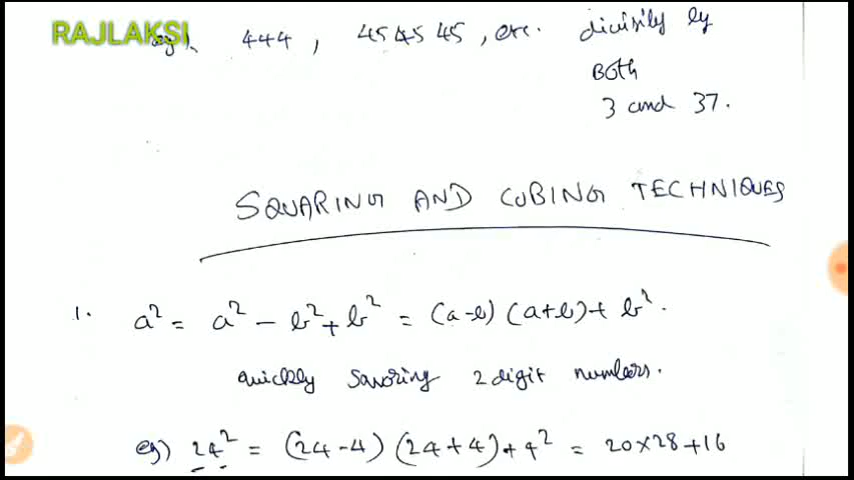 RAJLAKSI
444, 454545, etc. divisily by
Both
3 and 37.
SQUARING AND CUBING TECHNIQUES
1. a² = a² - b² + b² = (a-b) (a+b) + b².
quickly squaring 2 digit numbers.
eg) 24² = (24-4) (24+4) + 4² = 20×28+16